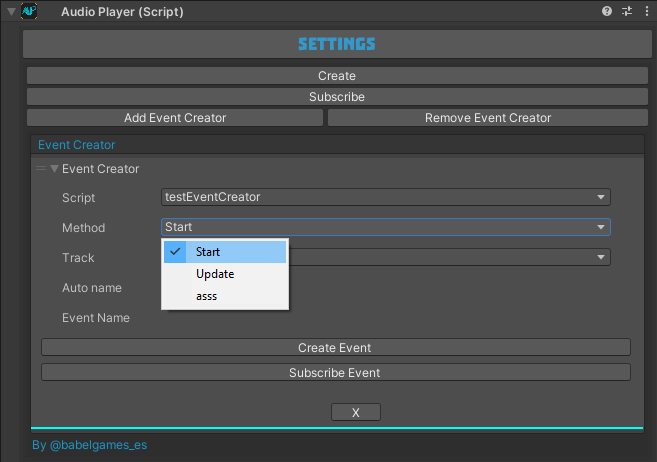 Audio Player (Script)
SETTINGS
Create
Subscribe
Add Event Creator Remove Event Creator
Event Creator
Event Creator
Script testEventCreator
Method Start
Start
Track
Update
Auto name
asss
Event Name
Create Event
Subscribe Event
X
By @babelgames_es